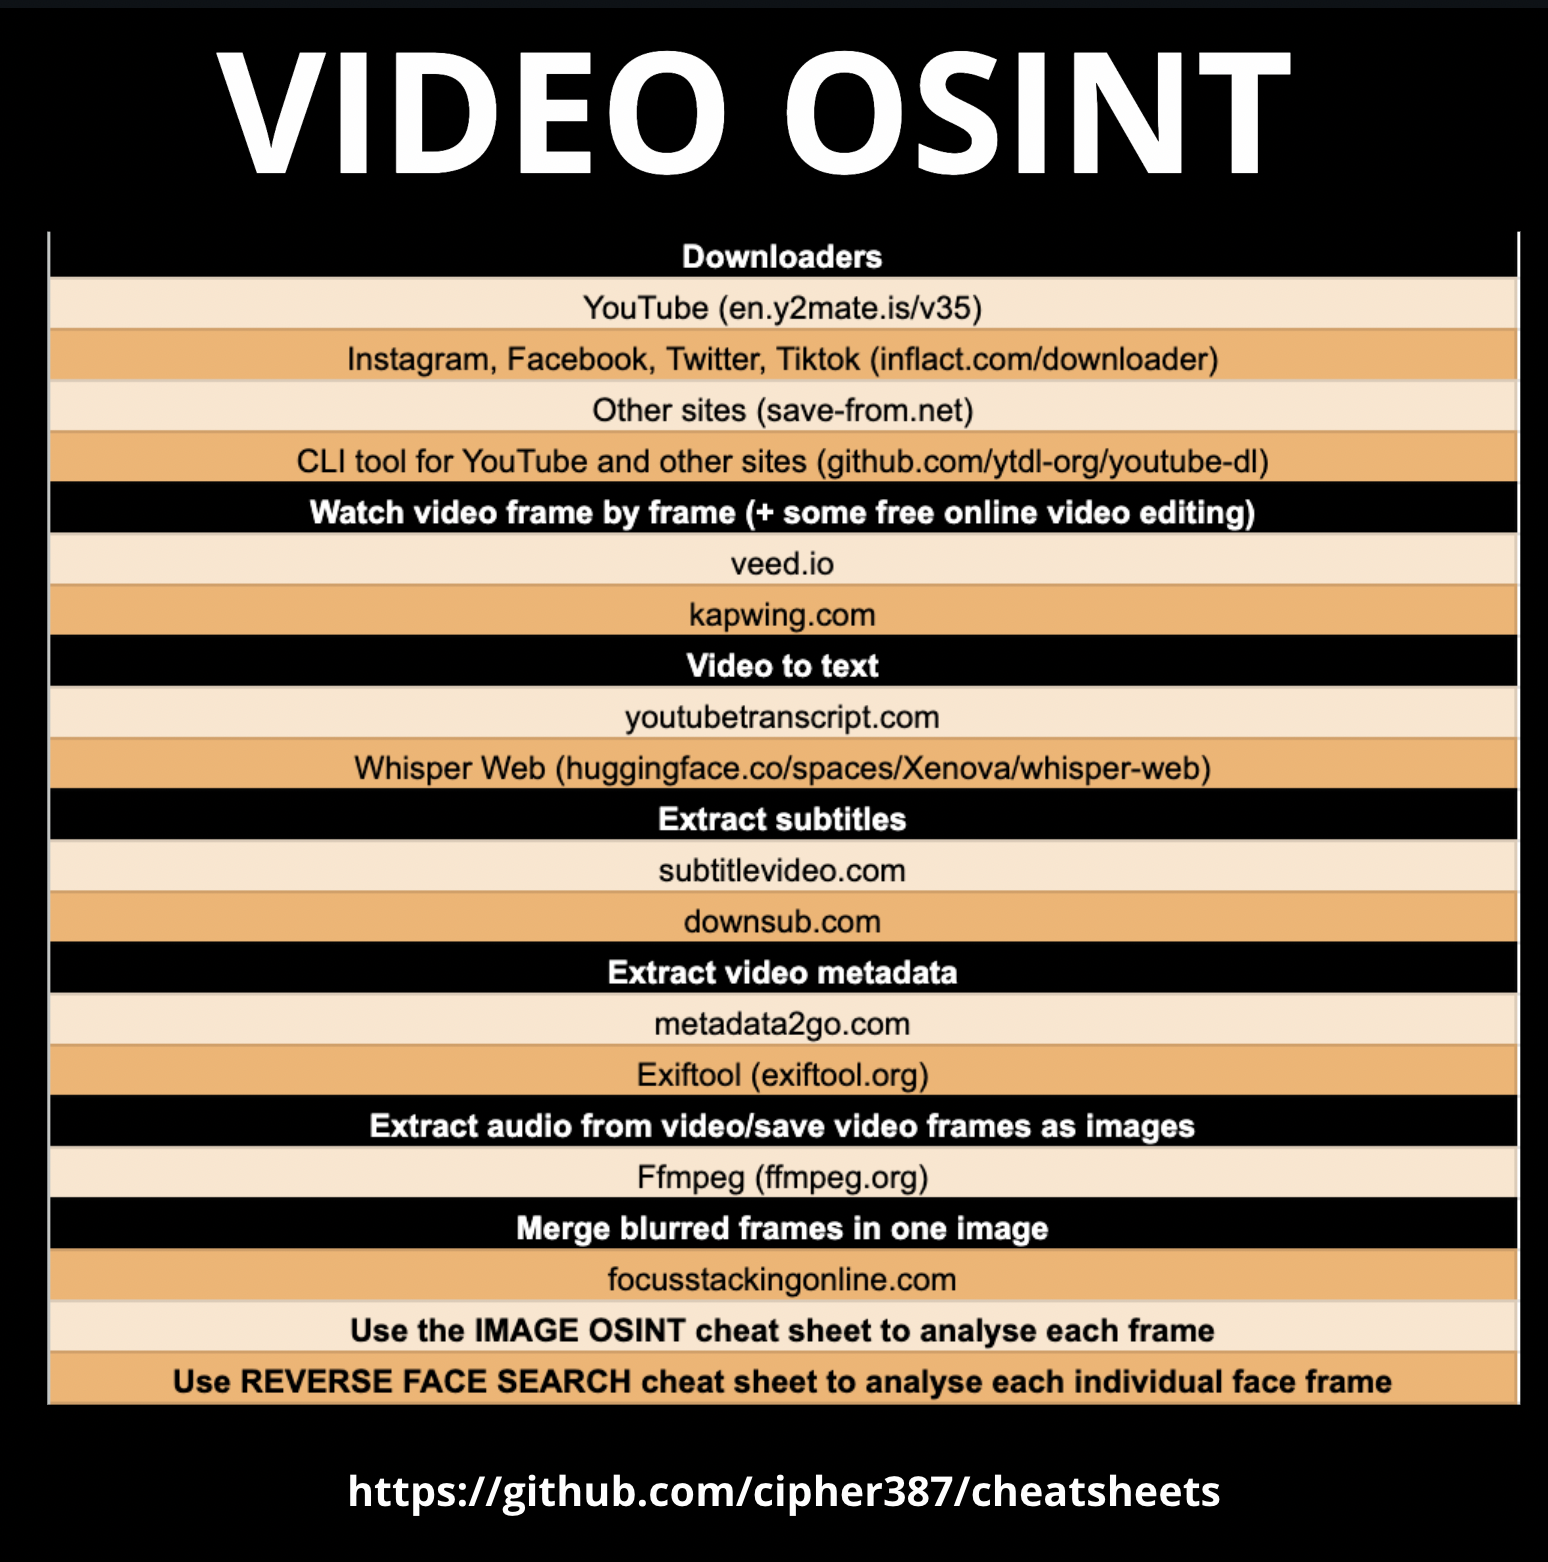 VIDEO OSINT
Downloaders
YouTube (en.y2mate.is/v35)
Instagram, Facebook, Twitter, Tiktok (inflact.com/downloader)
Other sites (save-from.net)
CLI tool for YouTube and other sites (github.com/ytdl-org/youtube-dl)
Watch video frame by frame (+ some free online video editing)
veed.io
kapwing.com
Video to text
youtubetranscript.com
Whisper Web (huggingface.co/spaces/Xenova/whisper-web)
Extract subtitles
subtitlevideo.com
downsub.com
Extract video metadata
metadata2go.com
Exiftool (exiftool.org)
Extract audio from video/save video frames as images
Ffmpeg (ffmpeg.org)
Merge blurred frames in one image
focusstackingonline.com
Use the IMAGE OSINT cheat sheet to analyse each frame
Use REVERSE FACE SEARCH cheat sheet to analyse each individual face frame
https://github.com/cipher387/cheatsheets